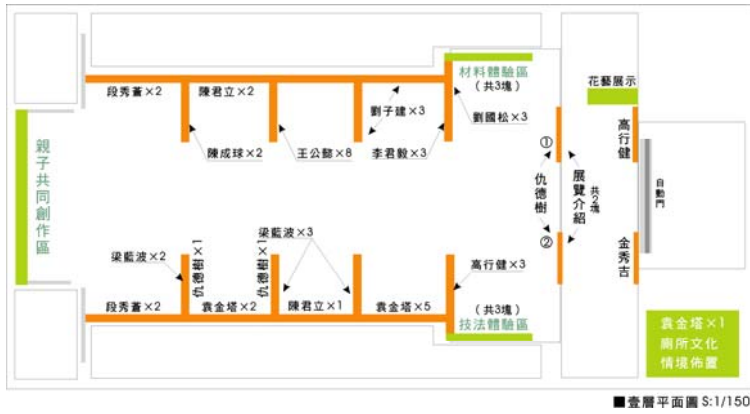 材料體驗區
(共3塊)
花藝展示
段秀蒼×2
陳君立×2
劉子建×3
劉國松×3
高行健
陳成球×2
王公懿×8
李君毅×3
①
親子共同創作區
仇德樹
展覽介紹
共2塊
自動門
②
梁藍波×3
梁藍波×2
仇德樹×1
仇德樹×1
高行健×3
金秀吉
段秀蒼×2
袁金塔×2
陳君立×1
袁金塔×5
(共3塊)
技法體驗區
袁金塔×1
廁所文化
情境佈置
■壹層平面圖 S:1/150